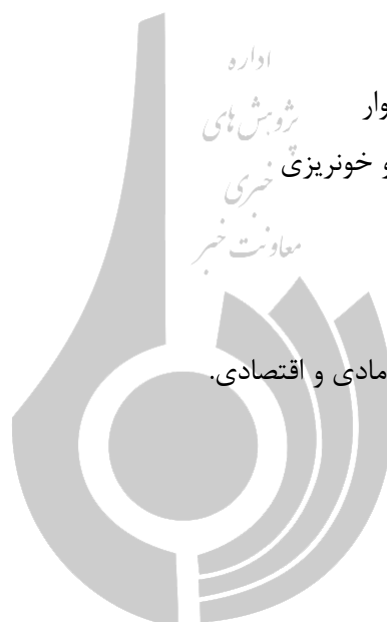 اداره
پژوهش های
خبری
معاونت خبر
وار
و خونریزی
مادی و اقتصادی.